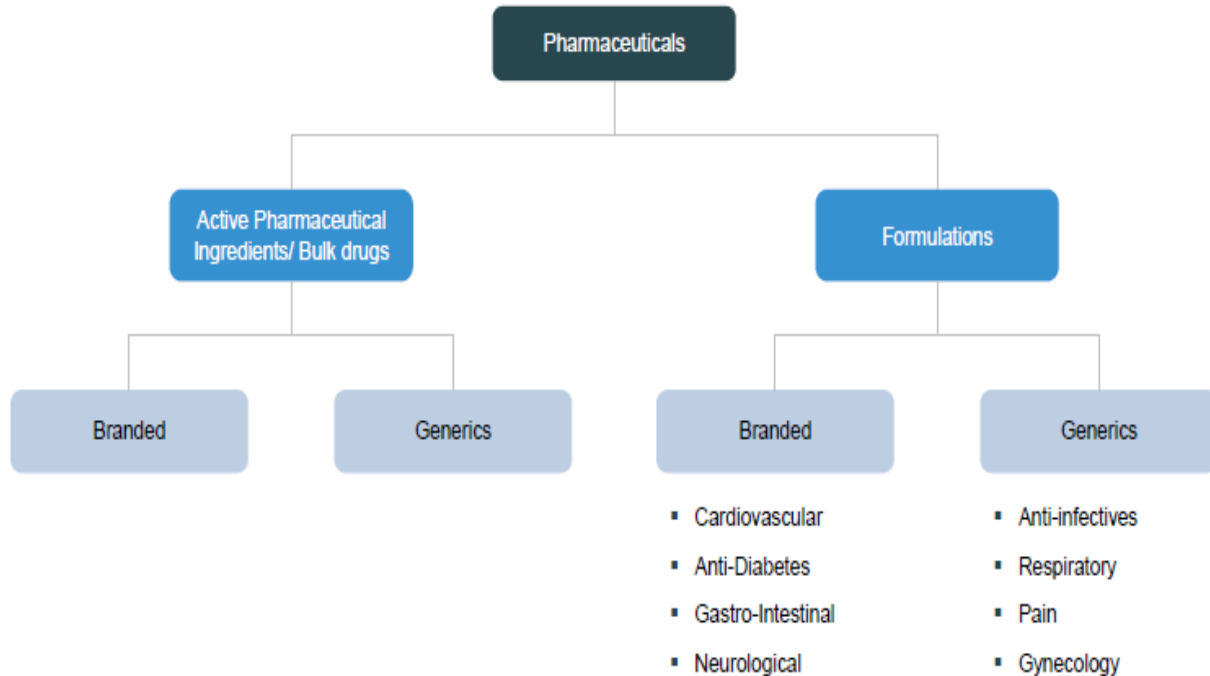 Pharmaceuticals
Active Pharmaceutical
Ingredients/ Bulk drugs
Formulations
Branded
Generics
Branded
Generics
▪ Cardiovascular
▪ Anti-Diabetes
▪ Gastro-Intestinal
▪ Neurological
▪ Anti-infectives
▪ Respiratory
▪ Pain
▪ Gynecology